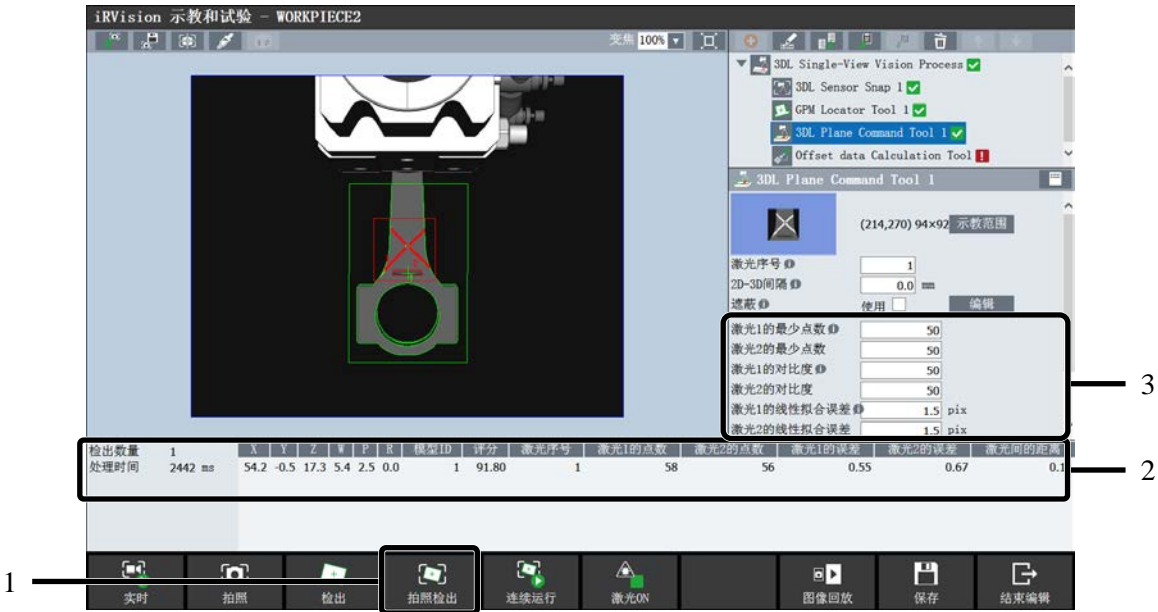 iRVision 示教和试验 - WORKPIECE2
变焦 100%
3DL Single-View Vision Process
3DL Sensor Snap 1
GPM Locator Tool 1
3DL Plane Command Tool 1
Offset data Calculation Tool
3DL Plane Command Tool 1
(214,270) 94×92 示教范围
激光序号 1
2D-3D间隔 0.0 mm
遮蔽 使用 编辑
激光1的最少点数 50
激光2的最少点数 50
激光1的对比度 50
激光2的对比度 50
激光1的线性拟合误差 1.5 pix
激光2的线性拟合误差 1.5 pix
3
检出数量 1 X Y Z W P R 模型ID 评分 激光序号 激光1的点数 激光2的点数 激光1的误差 激光2的误差 激光间的距离
处理时间 2442 ms 54.2 -0.5 17.3 5.4 2.5 0.0 1 91.80 1 58 56 0.55 0.67 0.1
2
1
实时 拍照 检出 拍照检出 连续运行 激光ON 图像回放 保存 结束编辑